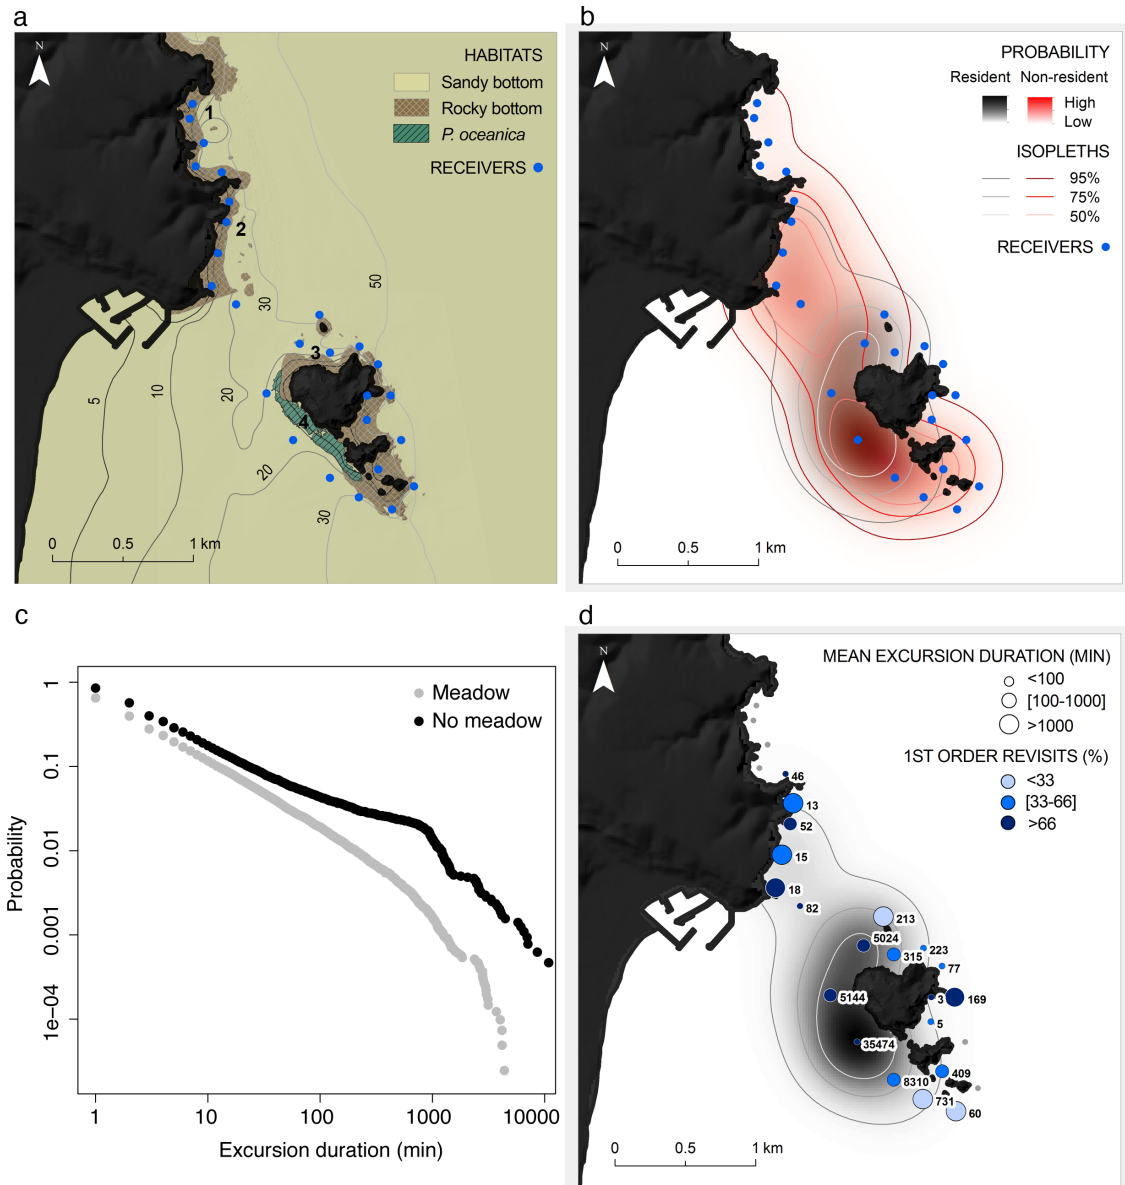 a
N
HABITATS
Sandy bottom
Rocky bottom
P. oceanica
RECEIVERS
1
2
3
4
50
30
20
10
5
20
30
0 0.5 1 km
b
N
PROBABILITY
Resident Non-resident
High
Low
ISOPLETHS
95%
75%
50%
RECEIVERS
0 0.5 1 km
c
Meadow
No meadow
Probability
1
0.1
0.01
0.001
1e−04
1 10 100 1000 10000
Excursion duration (min)
d
N
MEAN EXCURSION DURATION (MIN)
<100
[100-1000]
>1000
1ST ORDER REVISITS (%)
<33
[33-66]
>66
46
13
52
15
18
82
213
5024
223
315
77
5144
3
169
5
35474
409
8310
731
60
0 0.5 1 km